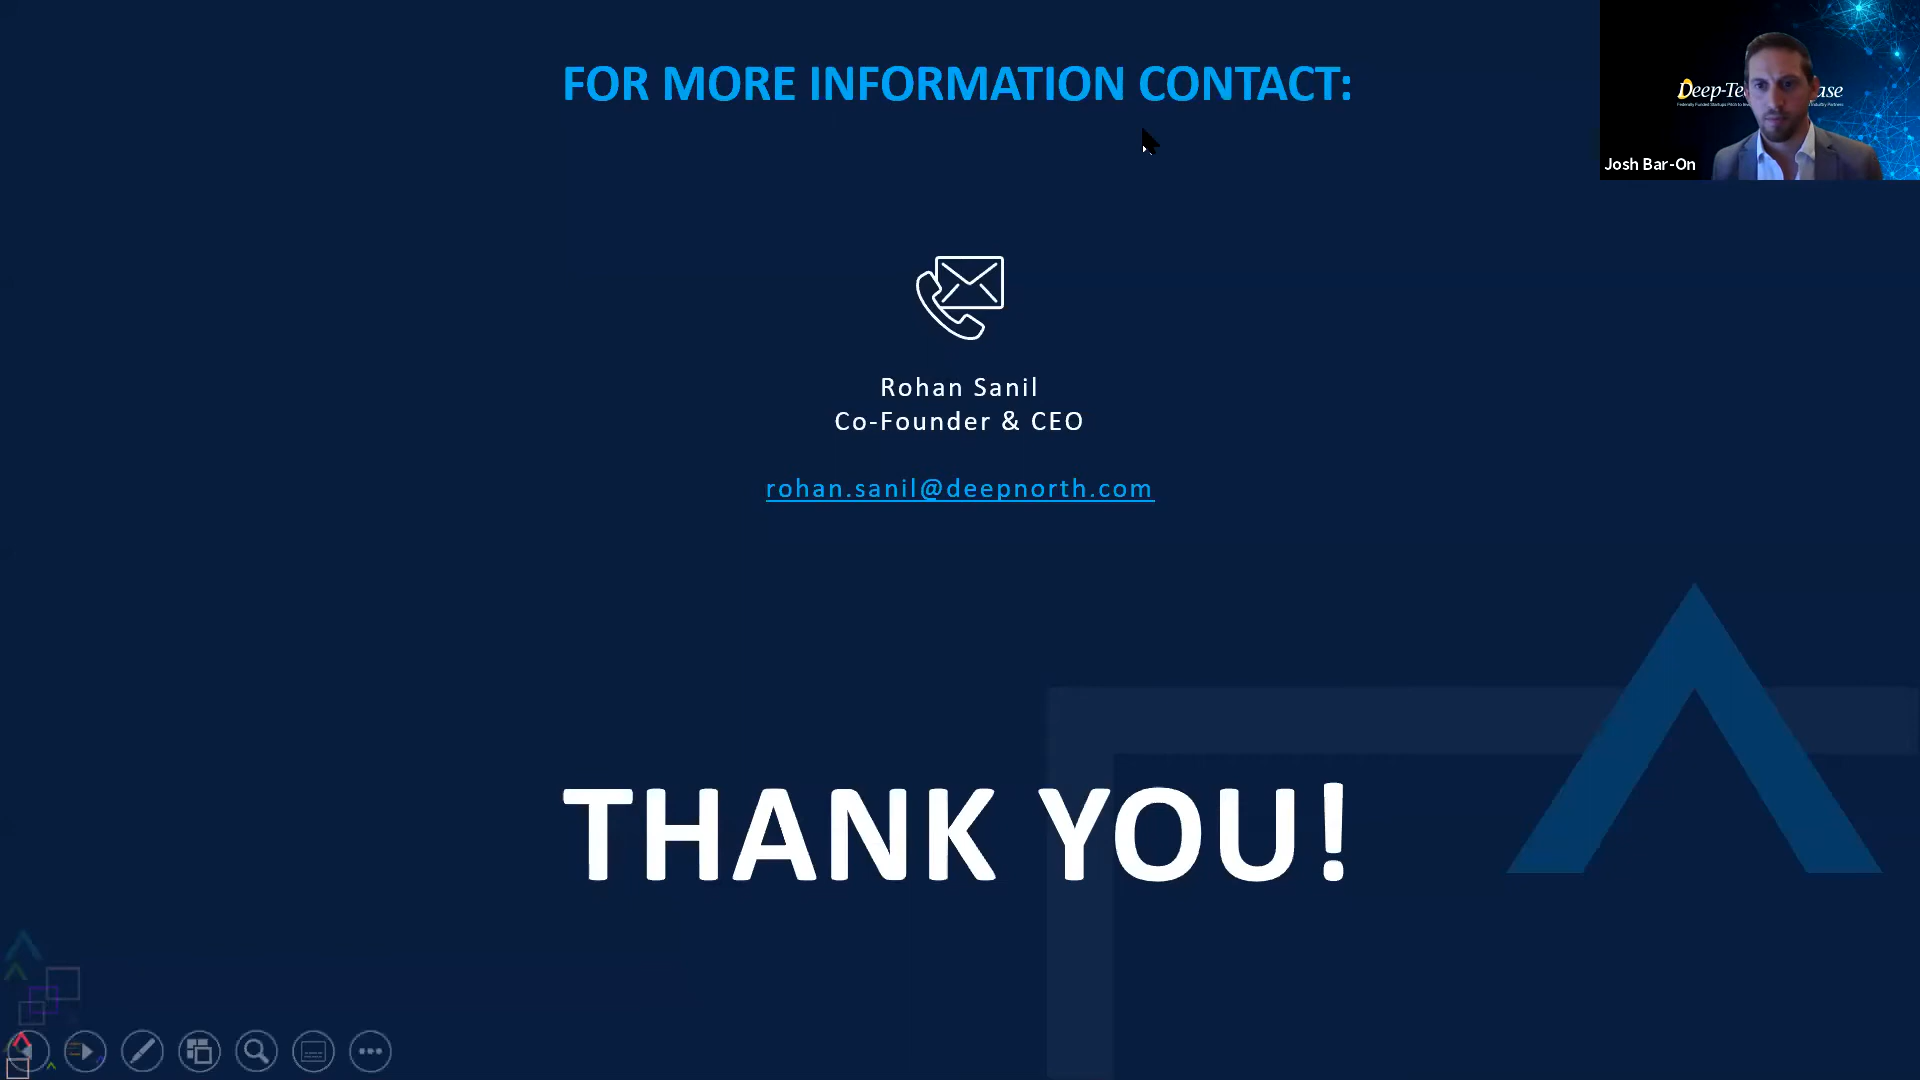 FOR MORE INFORMATION CONTACT:
Josh Bar-On
Rohan Sanil
Co-Founder & CEO
rohan.sanil@deepnorth.com
THANK YOU!